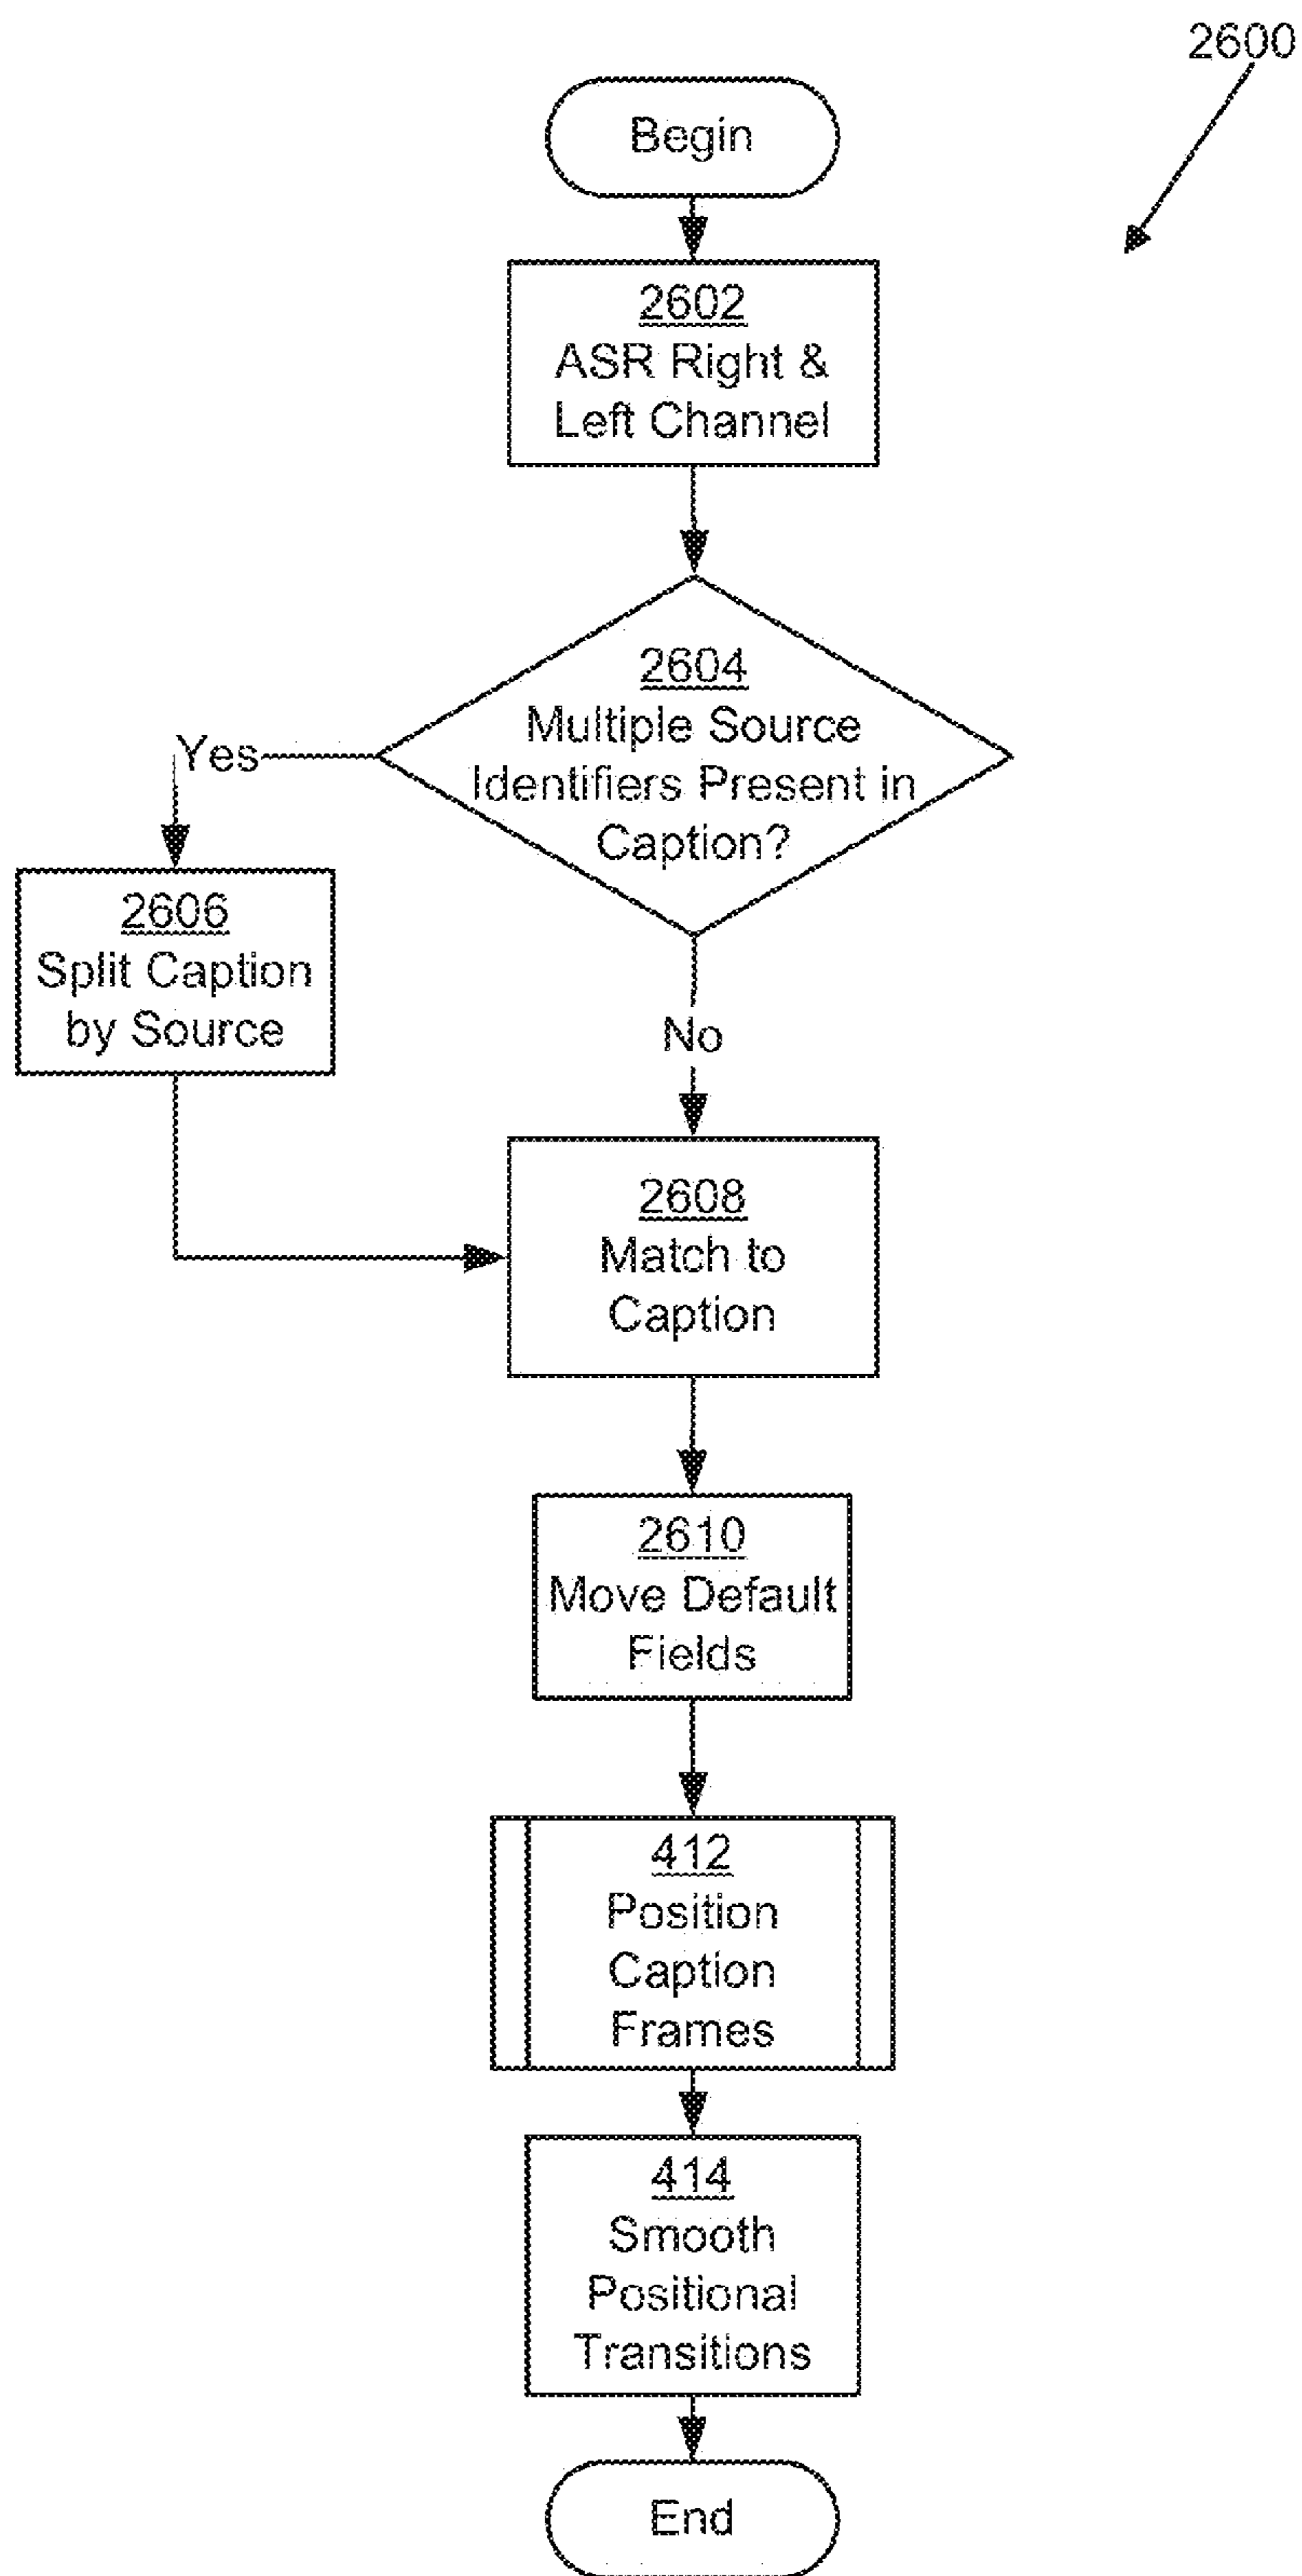 2600
Begin
2602
ASR Right &
Left Channel
2604
Multiple Source
Identifiers Present in
Caption?
Yes
2606
Split Caption
by Source
No
2608
Match to
Caption
2610
Move Default
Fields
412
Position
Caption
Frames
414
Smooth
Positional
Transitions
End